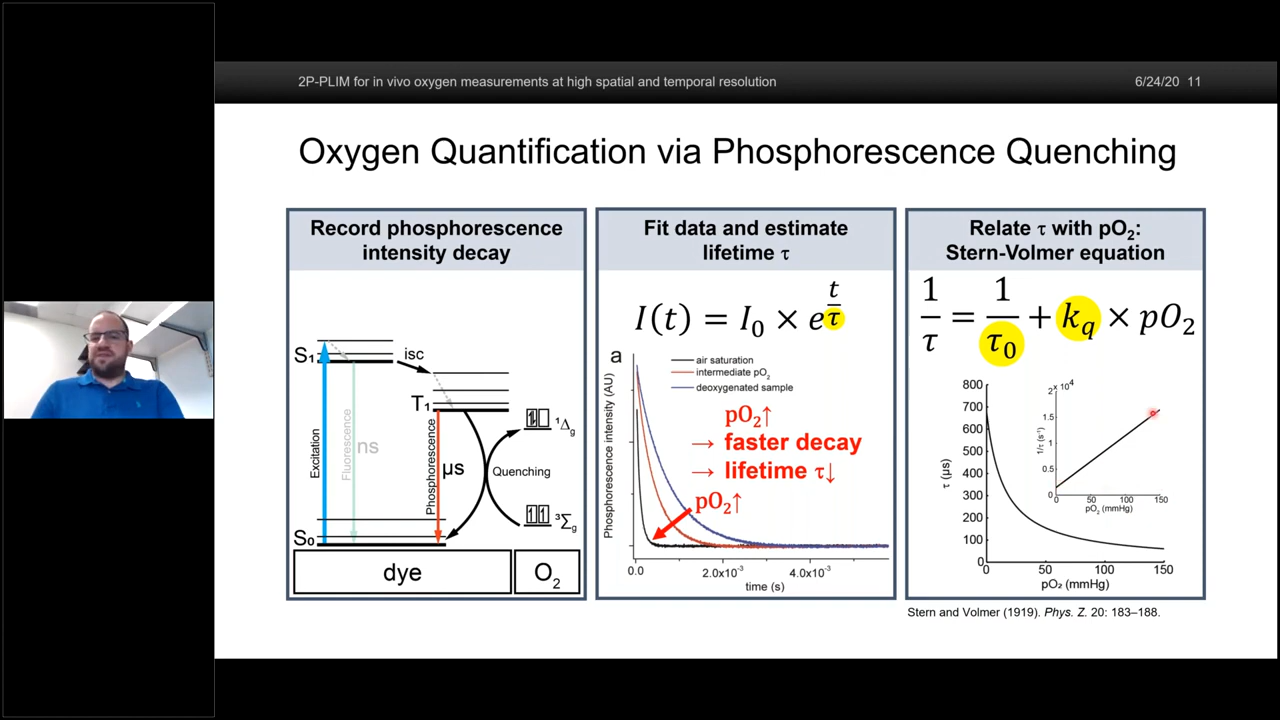 2P-PLIM for in vivo oxygen measurements at high spatial and temporal resolution
6/24/20 11
Oxygen Quantification via Phosphorescence Quenching
Record phosphorescence
intensity decay
S₁
isc
T₁
Excitation
Fluorescence
ns
Phosphorescence
µs
Quenching
¹Δg
³Σg
S₀
dye
O₂
Fit data and estimate
lifetime τ
I(t) = I₀ × e^(t/τ)
a
air saturation
intermediate pO₂
deoxygenated sample
pO₂↑
→ faster decay
→ lifetime τ↓
pO₂↑
Phosphorescence intensity (AU)
0.0
2.0x10⁻³
4.0x10⁻³
time (s)
Relate τ with pO₂:
Stern-Volmer equation
1/τ = 1/τ₀ + kq × pO₂
800
700
600
500
400
300
200
100
0
τ (µs)
0
50
100
150
pO₂ (mmHg)
2 x 10⁴
1.5
1
0.5
0
1/τ (s⁻¹)
0
50
100
150
pO₂ (mmHg)
Stern and Volmer (1919). Phys. Z. 20: 183–188.